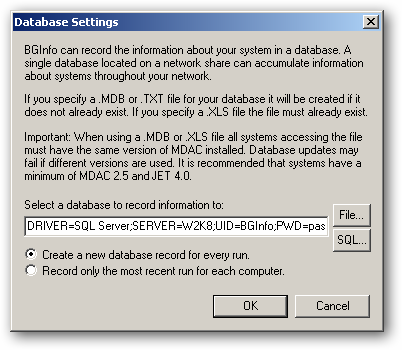 Database Settings
BGInfo can record the information about your system in a database. A
single database located on a network share can accumulate information
about systems throughout your network.
If you specify a .MDB or .TXT file for your database it will be created if it
does not already exist. If you specify a .XLS file the file must already exist.
Important: When using a .MDB or .XLS file all systems accessing the file
must have the same version of MDAC installed. Database updates may
fail if different versions are used. It is recommended that systems have a
minimum of MDAC 2.5 and JET 4.0.
Select a database to record information to:
File...
DRIVER=SQL Server;SERVER=W2K8;UID=BGInfo;PWD=pas
SQL...
Create a new database record for every run.
Record only the most recent run for each computer.
OK
Cancel